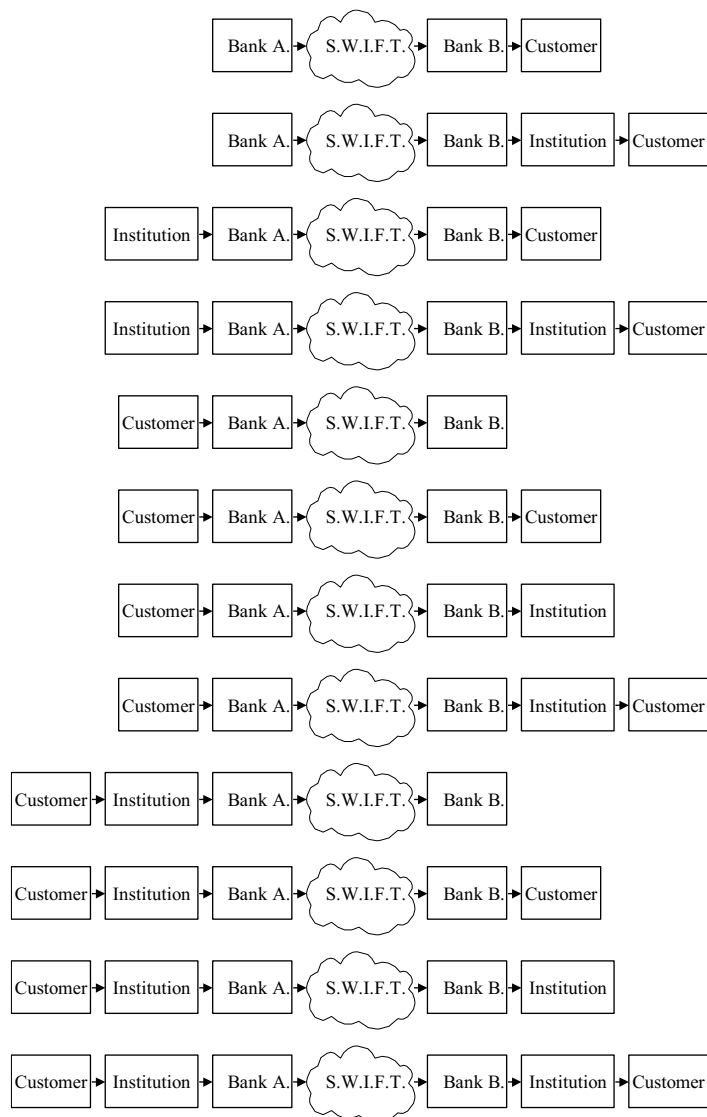 Bank A. S.W.I.F.T. Bank B. Customer
Bank A. S.W.I.F.T. Bank B. Institution Customer
Institution Bank A. S.W.I.F.T. Bank B. Customer
Institution Bank A. S.W.I.F.T. Bank B. Institution Customer
Customer Bank A. S.W.I.F.T. Bank B.
Customer Bank A. S.W.I.F.T. Bank B. Customer
Customer Bank A. S.W.I.F.T. Bank B. Institution
Customer Bank A. S.W.I.F.T. Bank B. Institution Customer
Customer Institution Bank A. S.W.I.F.T. Bank B.
Customer Institution Bank A. S.W.I.F.T. Bank B. Customer
Customer Institution Bank A. S.W.I.F.T. Bank B. Institution
Customer Institution Bank A. S.W.I.F.T. Bank B. Institution Customer